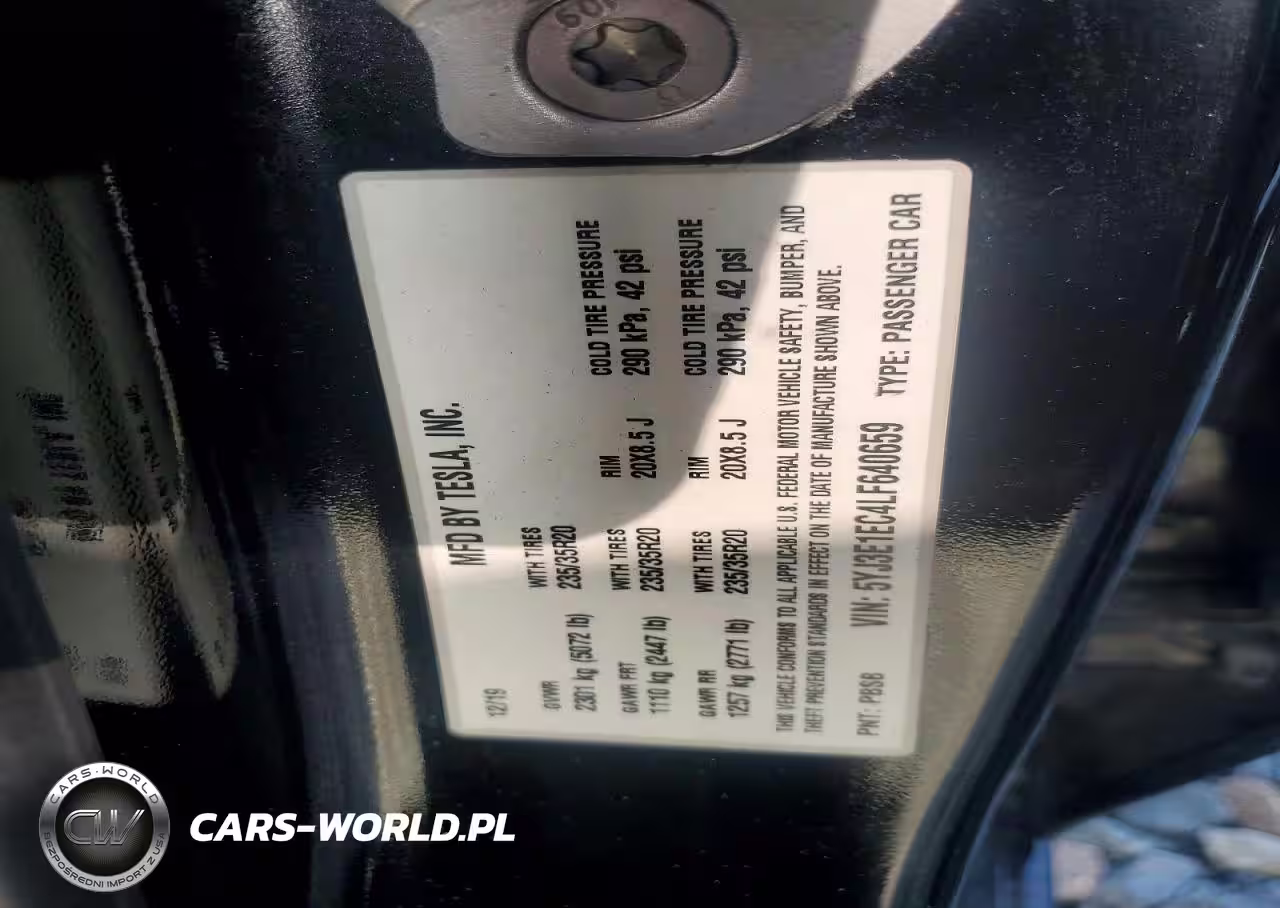 MFD BY TESLA, INC.
12/19
GVWR WITH TIRES
2301 kg (5072 lb) 235/35R20
GAWR FRT WITH TIRES RIM COLD TIRE PRESSURE
1110 kg (2447 lb) 235/35R20 20X8.5 J 290 kPa, 42 psi
GAWR RR WITH TIRES RIM COLD TIRE PRESSURE
1257 kg (2771 lb) 235/35R20 20X8.5 J 290 kPa, 42 psi
THIS VEHICLE CONFORMS TO ALL APPLICABLE U.S. FEDERAL MOTOR VEHICLE SAFETY, BUMPER, AND
THEFT PREVENTION STANDARDS IN EFFECT ON THE DATE OF MANUFACTURE SHOWN ABOVE.
PNT: PBSB VIN: 5YJ3E1EC4LF640659 TYPE: PASSENGER CAR
CARS-WORLD
CW
BEZPOŚREDNI IMPORT Z USA
CARS-WORLD.PL